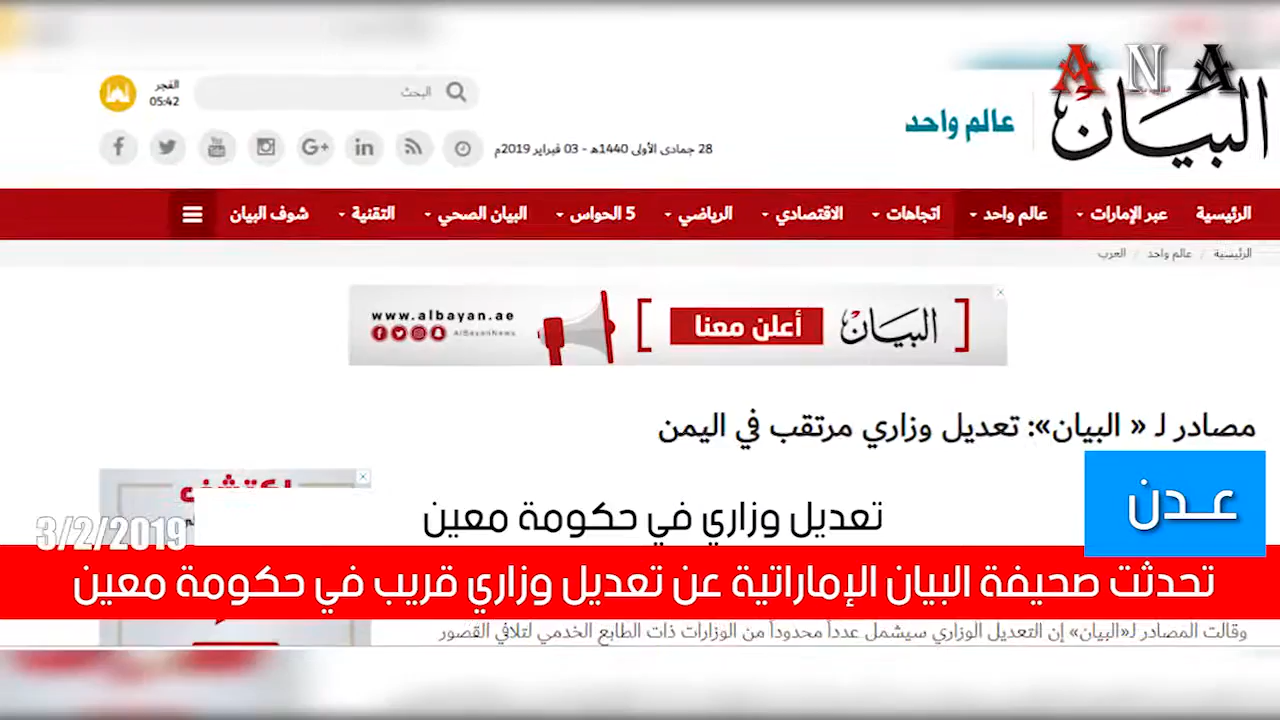 ANA
البيان
عالم واحد
البحث
الفجر
05:42
28 جمادى الأولى 1440هـ - 03 فبراير 2019م
الرئيسية عبر الإمارات عالم واحد اتجاهات الاقتصادي الرياضي 5 الحواس البيان الصحي التقنية شوف البيان
الرئيسية / عالم واحد / العرب
البيان أعلن معنا
www.albayan.ae
AlBayanNews
مصادر لـ « البيان»: تعديل وزاري مرتقب في اليمن
عـدن
تعديل وزاري في حكومة معين
3/2/2019
تحدثت صحيفة البيان الإماراتية عن تعديل وزاري قريب في حكومة معين
وقالت المصادر لـ«البيان» إن التعديل الوزاري سيشمل عدداً محدوداً من الوزارات ذات الطابع الخدمي لتلافي القصور